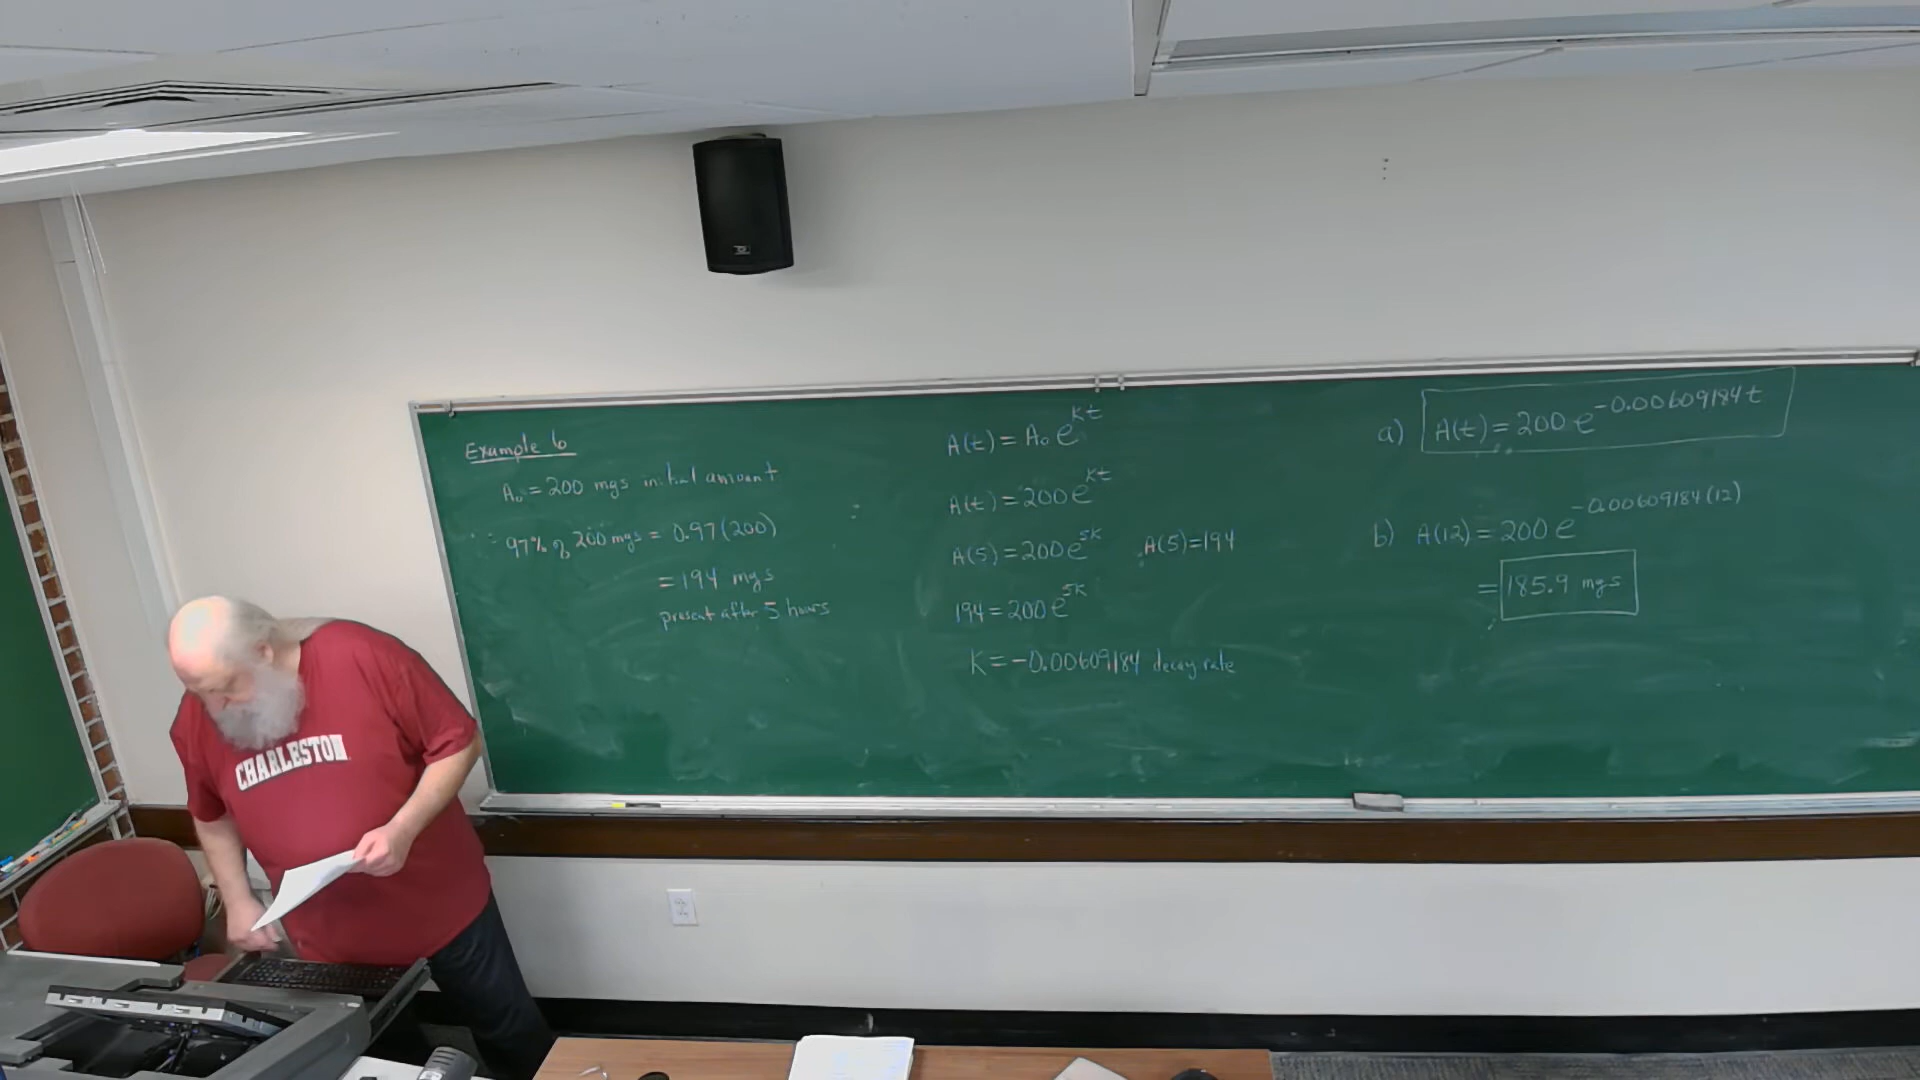 Example 6
A₀ = 200 mgs initial amount
97% of 200 mgs = 0.97(200)
= 194 mgs
present after 5 hours
A(t) = A₀ e^{kt}
A(t) = 200 e^{kt}
A(5) = 200 e^{5k} A(5) = 194
194 = 200 e^{5k}
K = -0.00609184 decay rate
a) A(t) = 200 e^{-0.00609184t}
b) A(12) = 200 e^{-0.00609184(12)}
= 185.9 mgs
CHARLESTON